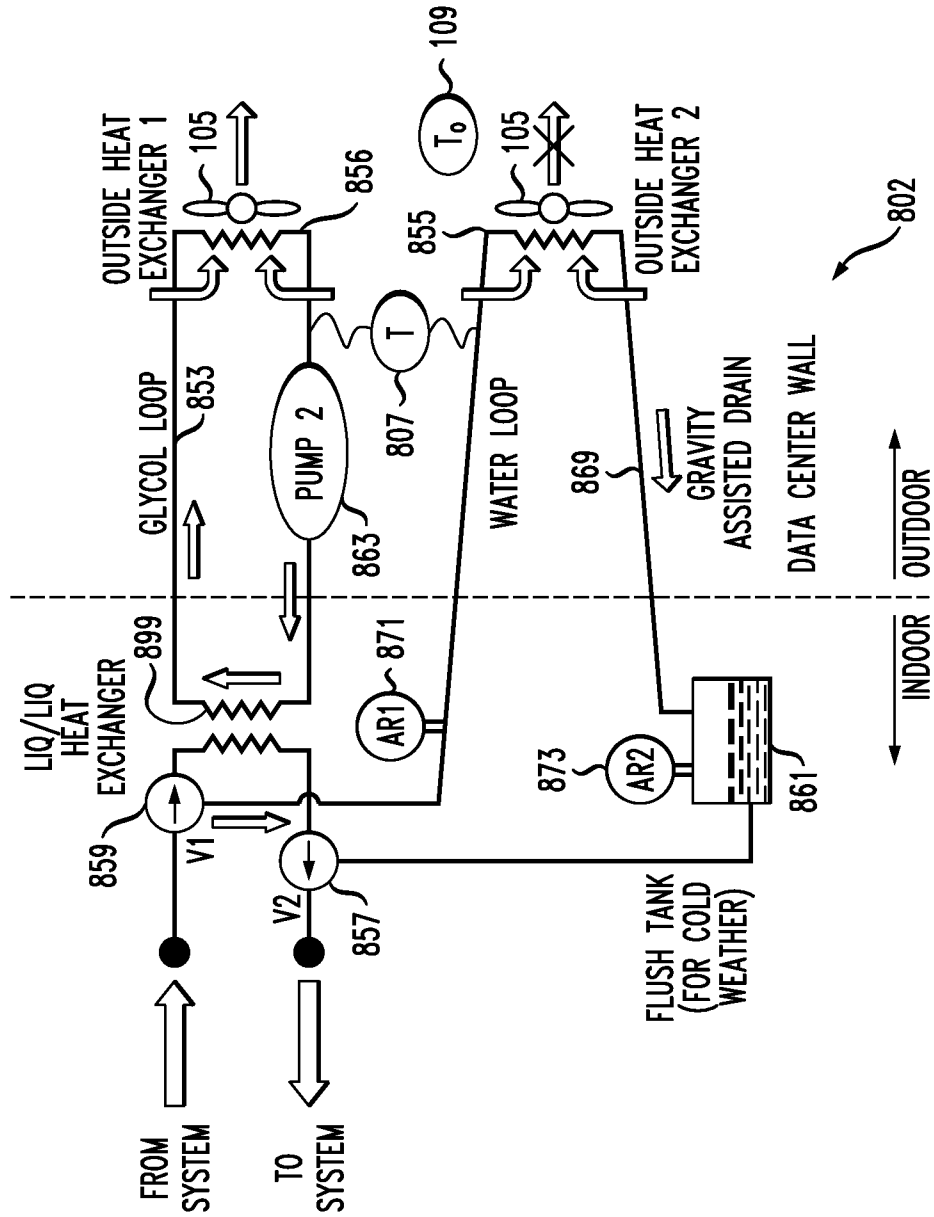 OUTSIDE HEAT
EXCHANGER 1
105
856
109
T0
105
855
OUTSIDE HEAT
EXCHANGER 2
802
GLYCOL LOOP
853
PUMP 2
863
T
807
WATER LOOP
869
GRAVITY
ASSISTED DRAIN
DATA CENTER WALL
OUTDOOR
INDOOR
LIQ/LIQ
HEAT
EXCHANGER
899
859
V1
V2
857
871
AR1
873
AR2
861
FLUSH TANK
(FOR COLD
WEATHER)
FROM
SYSTEM
TO
SYSTEM